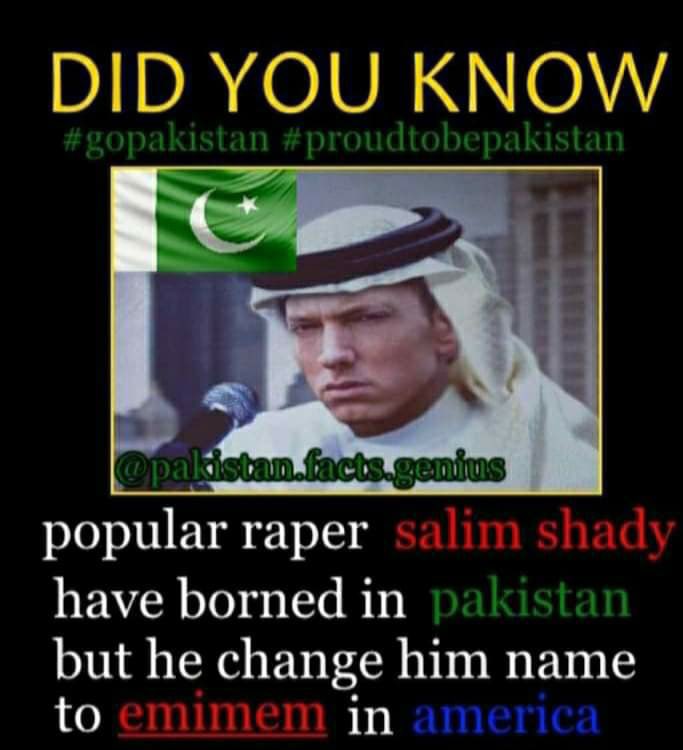 DID YOU KNOW
#gopakistan #proudtobepakistan
@pakistan.facts.genius
popular raper salim shady
have borned in pakistan
but he change him name
to emimem in america